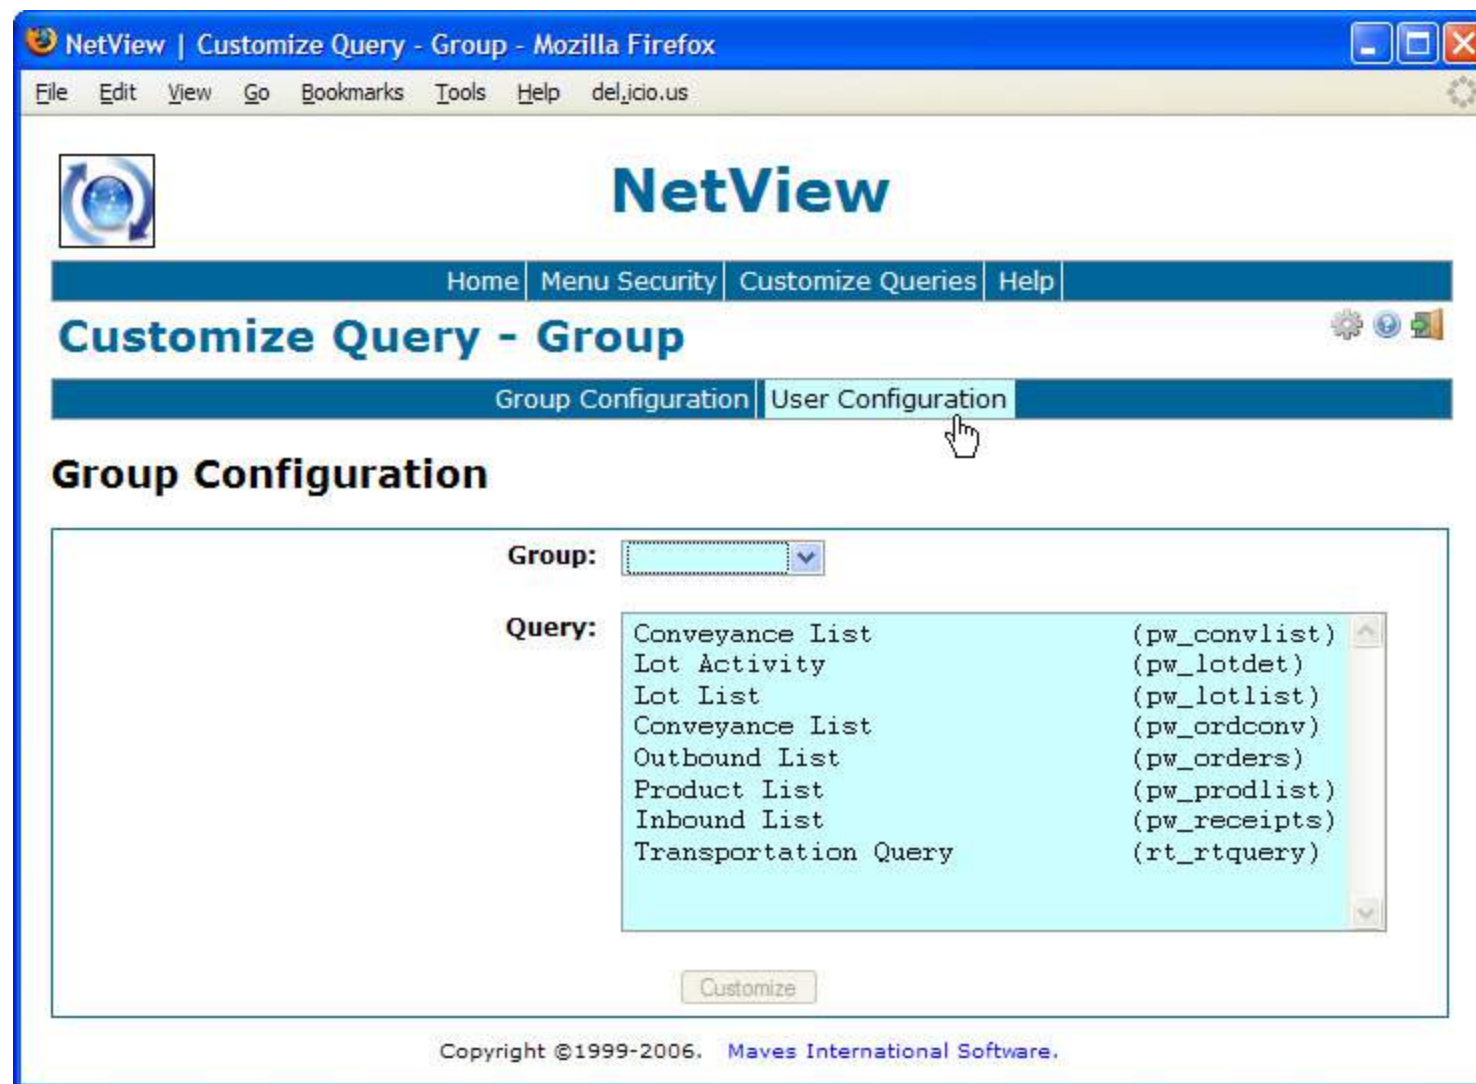 NetView | Customize Query - Group - Mozilla Firefox
File Edit View Go Bookmarks Tools Help del.icio.us
NetView
Home Menu Security Customize Queries Help
Customize Query - Group
Group Configuration User Configuration
Group Configuration
Group:
Query:
Conveyance List (pw_convlist)
Lot Activity (pw_lotdet)
Lot List (pw_lotlist)
Conveyance List (pw_ordconv)
Outbound List (pw_orders)
Product List (pw_prodlist)
Inbound List (pw_receipts)
Transportation Query (rt_rtquery)
Customize
Copyright ©1999-2006. Maves International Software.